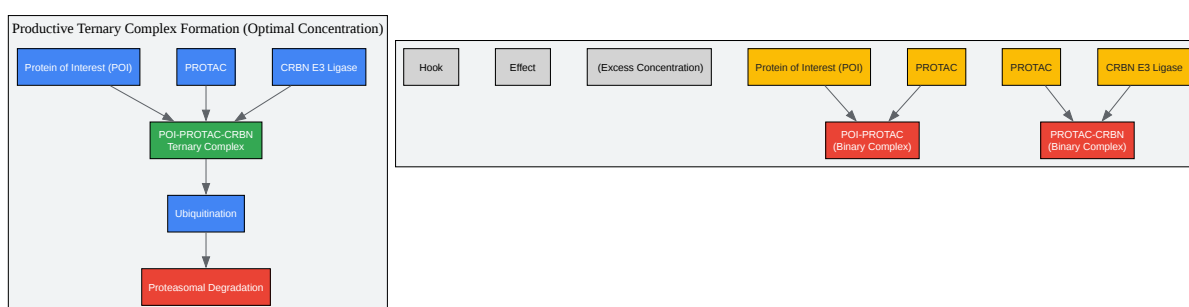 Productive Ternary Complex Formation (Optimal Concentration)
Protein of Interest (POI)
PROTAC
CRBN E3 Ligase
POI-PROTAC-CRBN
Ternary Complex
Ubiquitination
Proteasomal Degradation
Hook
Effect
(Excess Concentration)
Protein of Interest (POI)
PROTAC
PROTAC
CRBN E3 Ligase
POI-PROTAC
(Binary Complex)
PROTAC-CRBN
(Binary Complex)